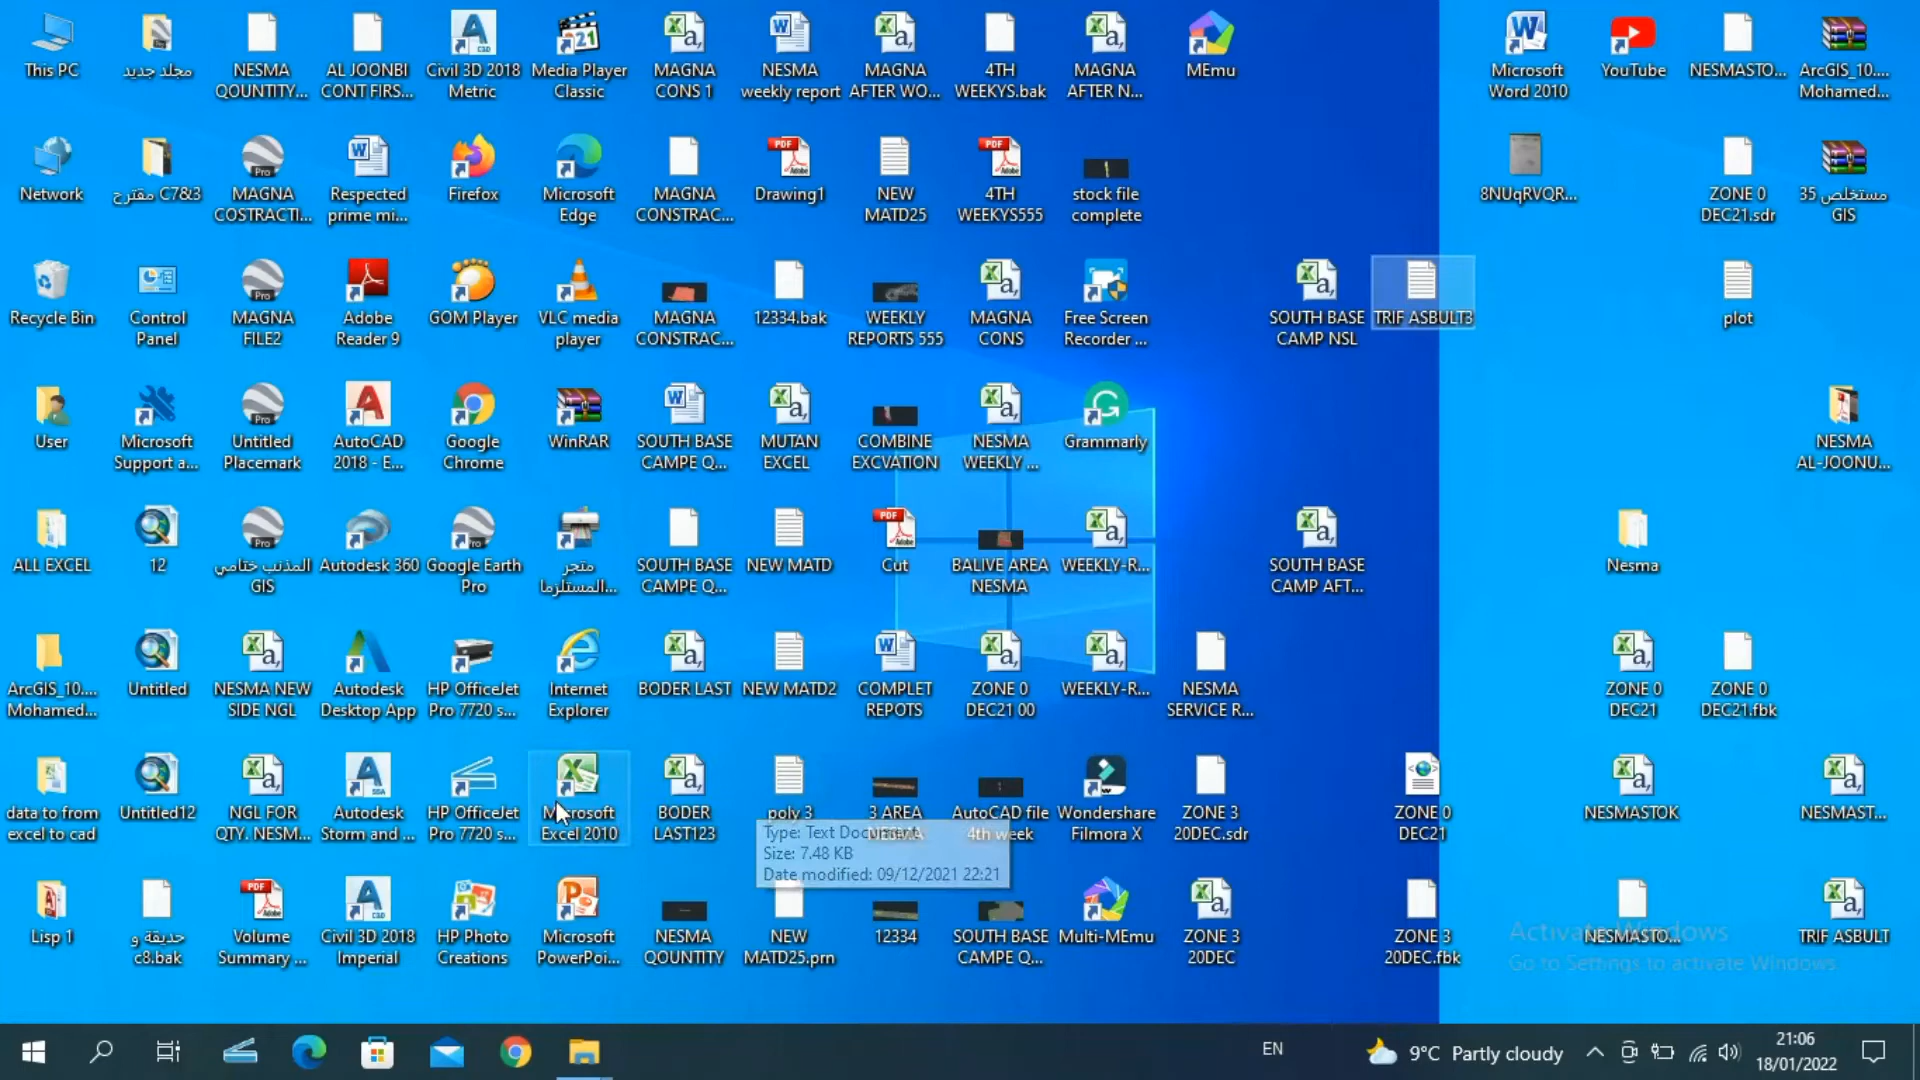 This PC
مجلد جديد
NESMA
QOUNTITY...
AL JOONBI
CONT FIRS...
Civil 3D 2018
Metric
Media Player
Classic
MAGNA
CONS 1
NESMA
weekly report
MAGNA
AFTER WO...
4TH
WEEKYS.bak
MAGNA
AFTER N...
MEmu
Microsoft
Word 2010
YouTube
NESMASTO...
ArcGIS_10....
Mohamed...
Network
مقترح C7&3
MAGNA
COSTRACTI...
Respected
prime mi...
Firefox
Microsoft
Edge
MAGNA
CONSTRAC...
Drawing1
NEW
MATD25
4TH
WEEKYS555
stock file
complete
8NUqRVQR...
ZONE 0
DEC21.sdr
مستخلص 35
GIS
Recycle Bin
Control
Panel
MAGNA
FILE2
Adobe
Reader 9
GOM Player
VLC media
player
MAGNA
CONSTRAC...
12334.bak
WEEKLY
REPORTS 555
MAGNA
CONS
Free Screen
Recorder ...
SOUTH BASE
CAMP NSL
TRIF ASBULT3
plot
User
Microsoft
Support a...
Untitled
Placemark
AutoCAD
2018 - E...
Google
Chrome
WinRAR
SOUTH BASE
CAMPE Q...
MUTAN
EXCEL
COMBINE
EXCVATION
NESMA
WEEKLY ...
Grammarly
NESMA
AL-JOONU...
ALL EXCEL
12
المذنب ختامي
GIS
Autodesk 360
Google Earth
Pro
متجر
المستلزما...
SOUTH BASE
CAMPE Q...
NEW MATD
Cut
BALIVE AREA
NESMA
WEEKLY-R...
SOUTH BASE
CAMP AFT...
Nesma
ArcGIS_10....
Mohamed...
Untitled
NESMA NEW
SIDE NGL
Autodesk
Desktop App
HP OfficeJet
Pro 7720 s...
Internet
Explorer
BODER LAST
NEW MATD2
COMPLET
REPOTS
ZONE 0
DEC21 00
WEEKLY-R...
NESMA
SERVICE R...
ZONE 0
DEC21
ZONE 0
DEC21.fbk
data to from
excel to cad
Untitled12
NGL FOR
QTY. NESM...
Autodesk
Storm and ...
HP OfficeJet
Pro 7720 s...
Microsoft
Excel 2010
BODER
LAST123
poly 3
3 AREA
NESMA
AutoCAD file
4th week
Wondershare
Filmora X
ZONE 3
20DEC.sdr
ZONE 0
DEC21
NESMASTOK
NESMAST...
Type: Text Document
Size: 7.48 KB
Date modified: 09/12/2021 22:21
Lisp 1
حديقة و
c8.bak
Volume
Summary ...
Civil 3D 2018
Imperial
HP Photo
Creations
Microsoft
PowerPoi...
NESMA
QOUNTITY
NEW
MATD25.prn
12334
SOUTH BASE
CAMPE Q...
Multi-MEmu
ZONE 3
20DEC
ZONE 3
20DEC.fbk
NESMASTO...
TRIF ASBULT
Activate Windows
Go to Settings to activate Windows.
EN
9°C Partly cloudy
21:06
18/01/2022